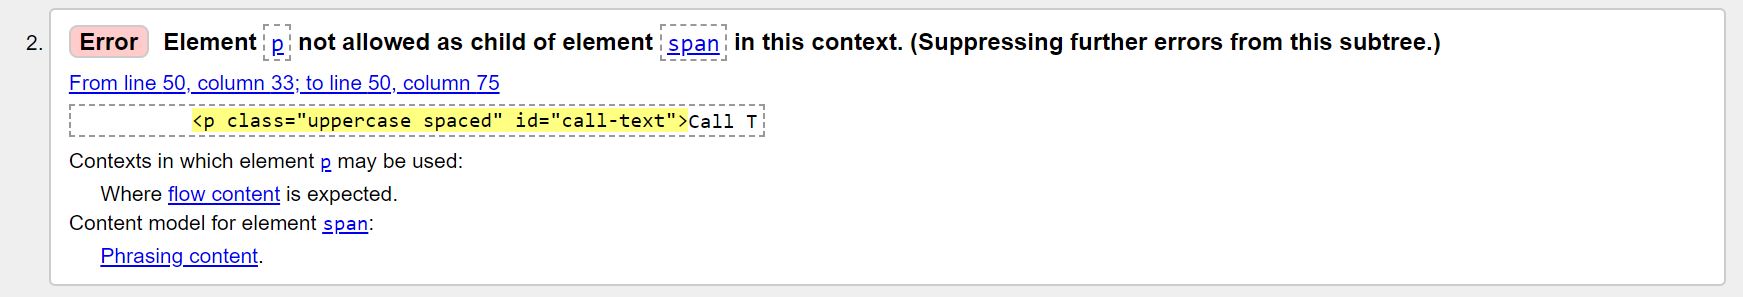 2. Error Element p not allowed as child of element span in this context. (Suppressing further errors from this subtree.)
From line 50, column 33; to line 50, column 75
<p class="uppercase spaced" id="call-text">Call T
Contexts in which element p may be used:
Where flow content is expected.
Content model for element span:
Phrasing content.